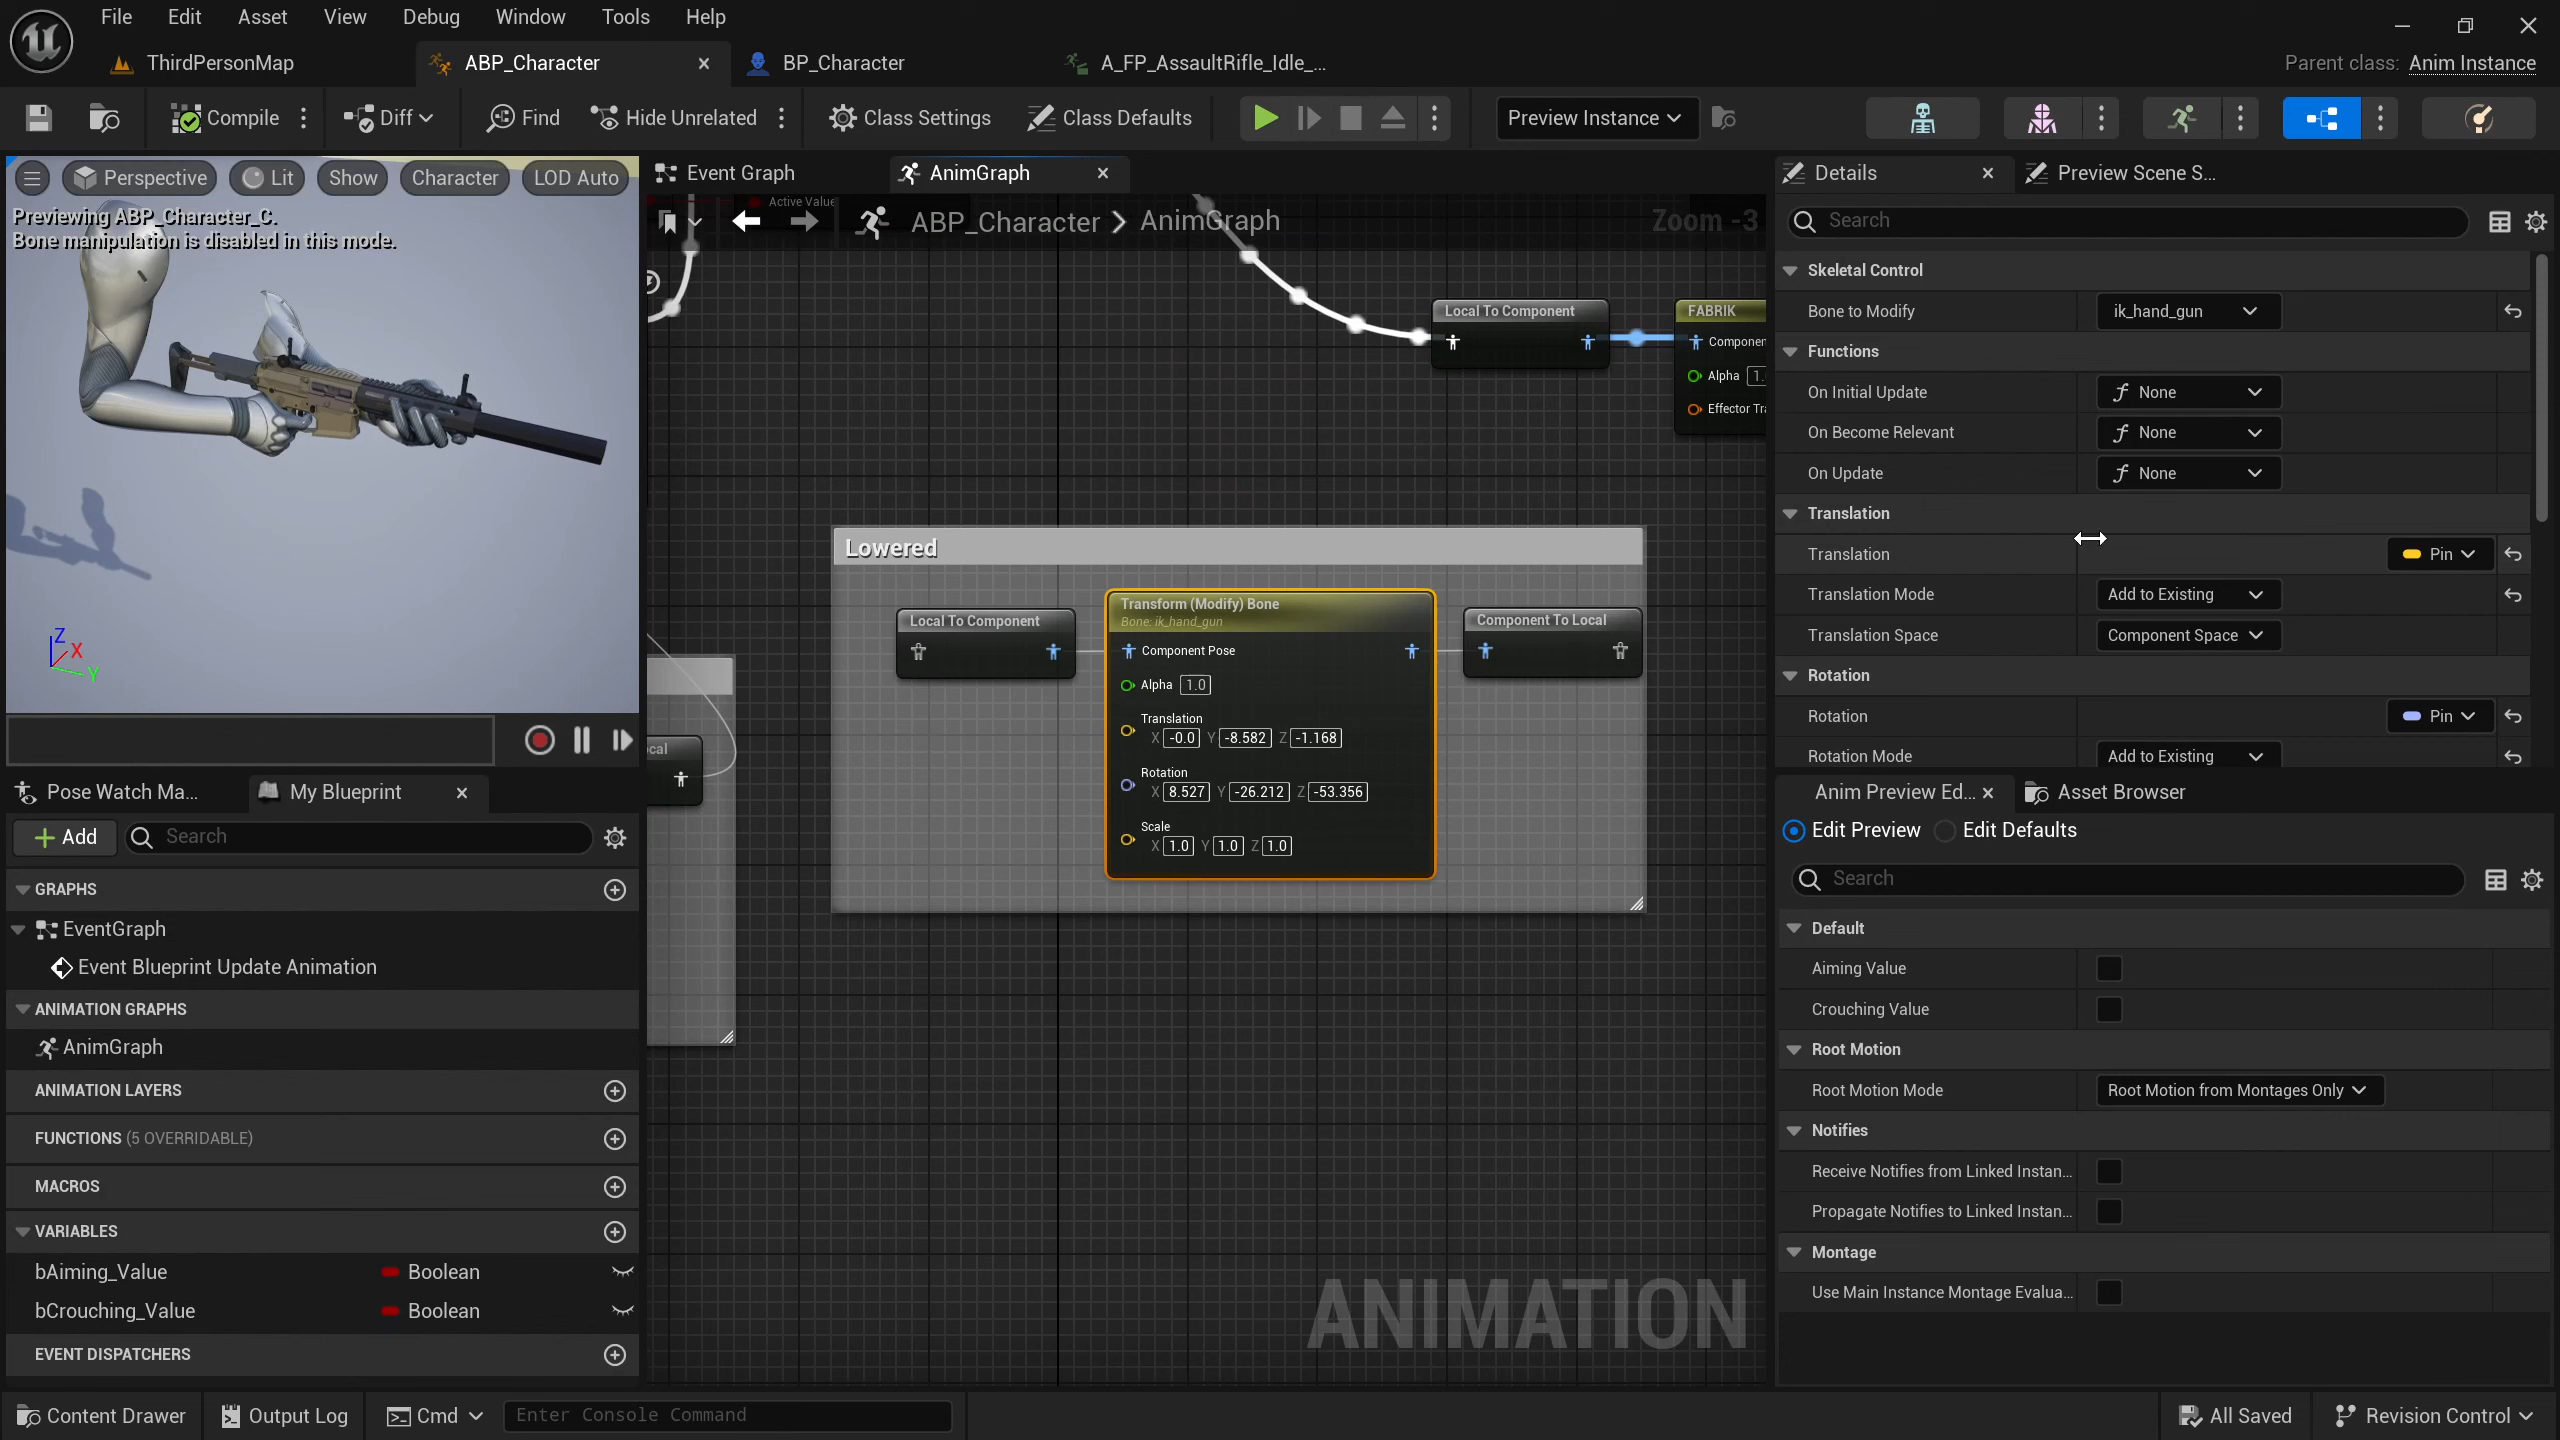 File Edit Asset View Debug Window Tools Help
ThirdPersonMap ABP_Character BP_Character A_FP_AssaultRifle_Idle_... Parent class: Anim Instance
Compile Diff Find Hide Unrelated Class Settings Class Defaults Preview Instance
Perspective Lit Show Character LOD Auto
Previewing ABP_Character_C.
Bone manipulation is disabled in this mode.
Z
X
Y
Event Graph AnimGraph
Active Value
ABP_Character > AnimGraph Zoom -3
Local To Component
FABRIK
Alpha
Lowered
Local To Component
Transform (Modify) Bone
Bone: ik_hand_gun
Component Pose
Alpha 1.0
Translation
X -0.0 Y -8.582 Z -1.168
Rotation
X 8.527 Y -26.212 Z -53.356
Scale
X 1.0 Y 1.0 Z 1.0
Component To Local
ANIMATION
Pose Watch Ma... My Blueprint
Add Search
GRAPHS
EventGraph
Event Blueprint Update Animation
ANIMATION GRAPHS
AnimGraph
ANIMATION LAYERS
FUNCTIONS (5 OVERRIDABLE)
MACROS
VARIABLES
bAiming_Value Boolean
bCrouching_Value Boolean
EVENT DISPATCHERS
Details Preview Scene S...
Search
Skeletal Control
Bone to Modify ik_hand_gun
Functions
On Initial Update None
On Become Relevant None
On Update None
Translation
Translation Pin
Translation Mode Add to Existing
Translation Space Component Space
Rotation
Rotation Pin
Rotation Mode Add to Existing
Anim Preview Ed... Asset Browser
Edit Preview Edit Defaults
Search
Default
Aiming Value
Crouching Value
Root Motion
Root Motion Mode Root Motion from Montages Only
Notifies
Receive Notifies from Linked Instan...
Propagate Notifies to Linked Instan...
Montage
Use Main Instance Montage Evalua...
Content Drawer Output Log Cmd Enter Console Command All Saved Revision Control